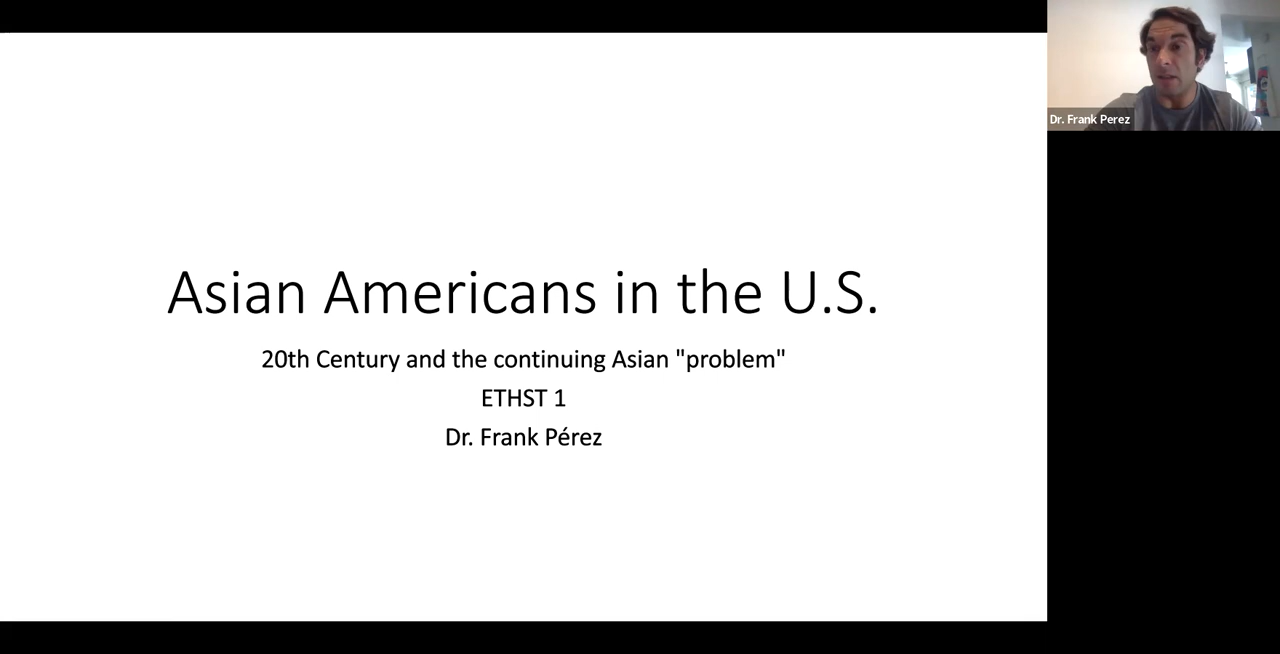 Asian Americans in the U.S.
20th Century and the continuing Asian "problem"
ETHST 1
Dr. Frank Pérez
Dr. Frank Perez